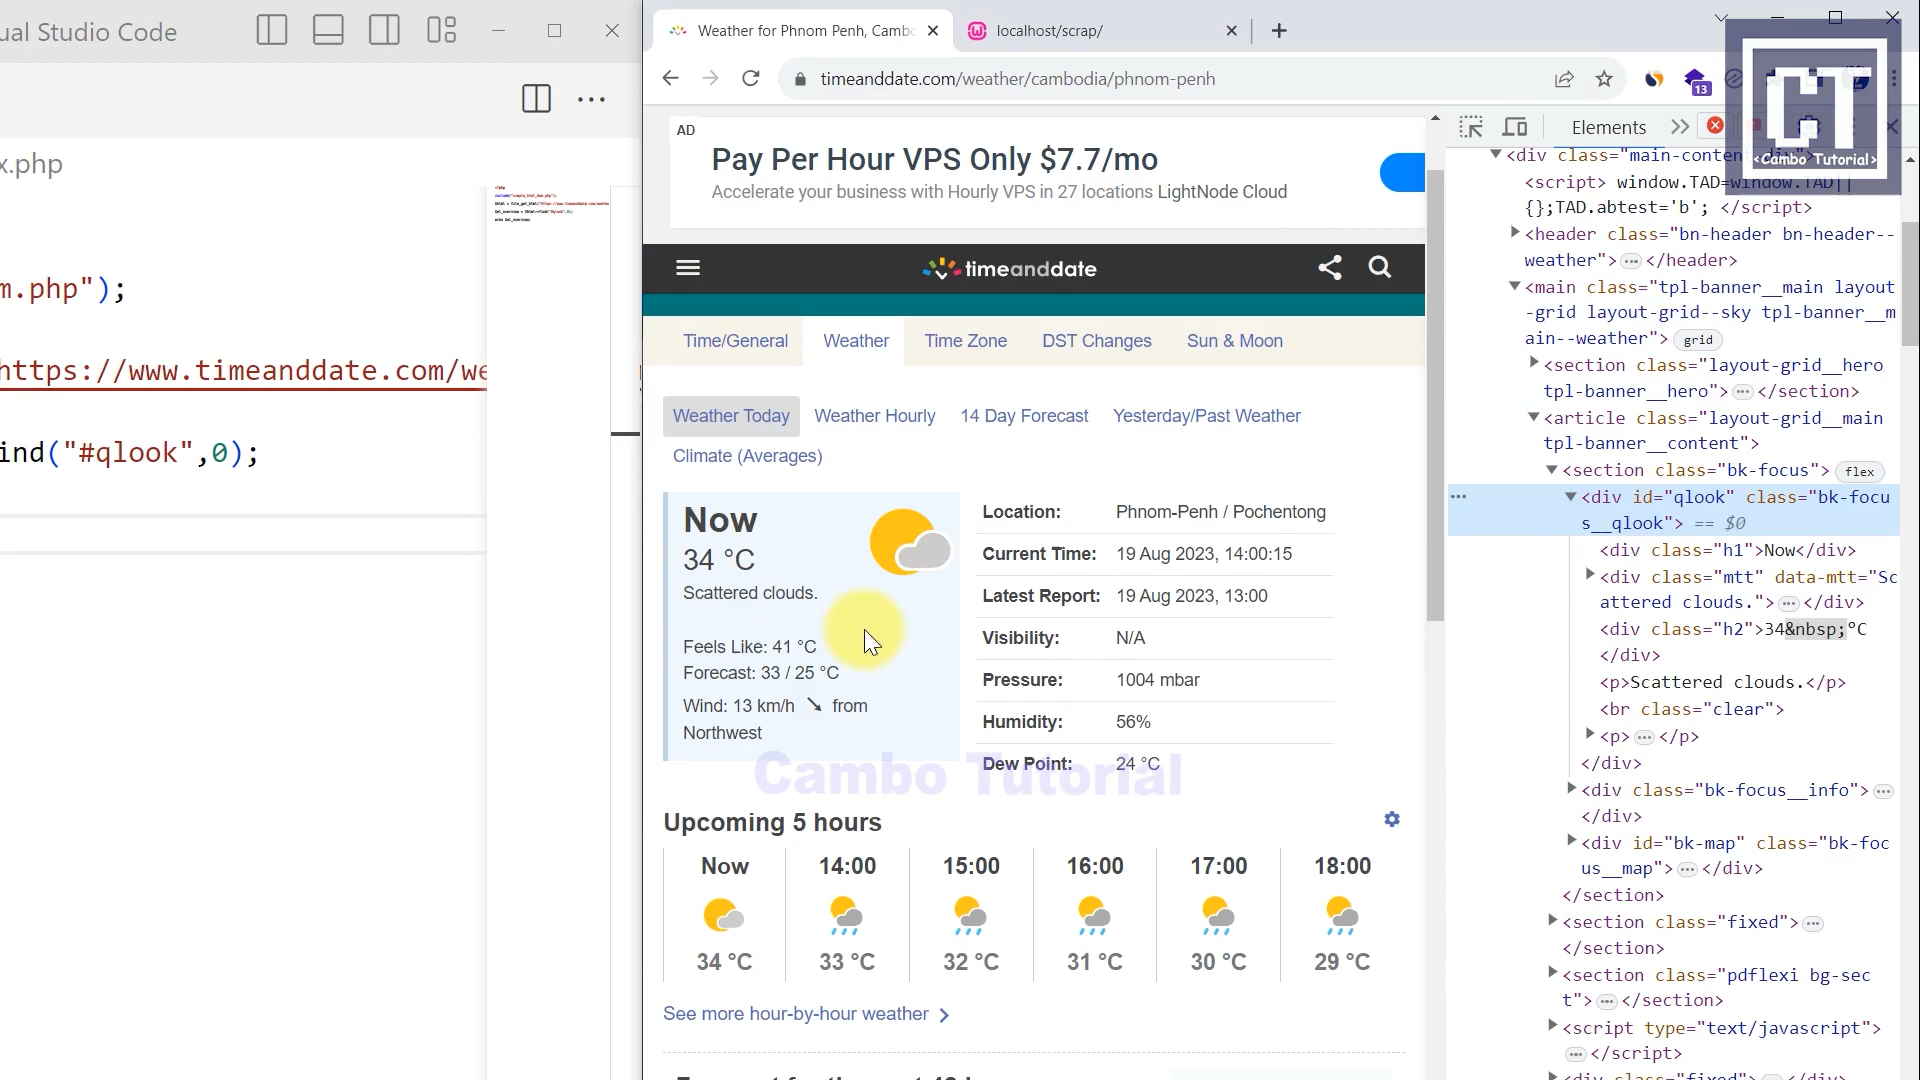 ual Studio Code
x.php
m.php");
https://www.timeanddate.com/we
ind("#qlook",0);
Weather for Phnom Penh, Cambo
localhost/scrap/
timeanddate.com/weather/cambodia/phnom-penh
13
CT
<Cambo Tutorial>
AD
Pay Per Hour VPS Only $7.7/mo
Accelerate your business with Hourly VPS in 27 locations LightNode Cloud
timeanddate
Time/General
Weather
Time Zone
DST Changes
Sun & Moon
Weather Today
Weather Hourly
14 Day Forecast
Yesterday/Past Weather
Climate (Averages)
Now
34 °C
Scattered clouds.
Feels Like: 41 °C
Forecast: 33 / 25 °C
Wind: 13 km/h ↘ from
Northwest
Location: Phnom-Penh / Pochentong
Current Time: 19 Aug 2023, 14:00:15
Latest Report: 19 Aug 2023, 13:00
Visibility: N/A
Pressure: 1004 mbar
Humidity: 56%
Dew Point: 24 °C
Cambo Tutorial
Upcoming 5 hours
Now 14:00 15:00 16:00 17:00 18:00
34 °C 33 °C 32 °C 31 °C 30 °C 29 °C
See more hour-by-hour weather
Elements
<div class="main-content
<script> window.TAD=window.TAD||
{};TAD.abtest='b'; </script>
<header class="bn-header bn-header--
weather"> … </header>
<main class="tpl-banner__main layout
-grid layout-grid--sky tpl-banner__m
ain--weather"> grid
<section class="layout-grid__hero
tpl-banner__hero"> … </section>
<article class="layout-grid__main
tpl-banner__content">
<section class="bk-focus"> flex
<div id="qlook" class="bk-focu
s__qlook"> == $0
<div class="h1">Now</div>
<div class="mtt" data-mtt="Sc
attered clouds."> … </div>
<div class="h2">34&nbsp;°C
</div>
<p>Scattered clouds.</p>
<br class="clear">
<p> … </p>
</div>
<div class="bk-focus__info"> …
</div>
<div id="bk-map" class="bk-foc
us__map"> … </div>
</section>
<section class="fixed"> …
</section>
<section class="pdflexi bg-sec
t"> … </section>
<script type="text/javascript">
… </script>